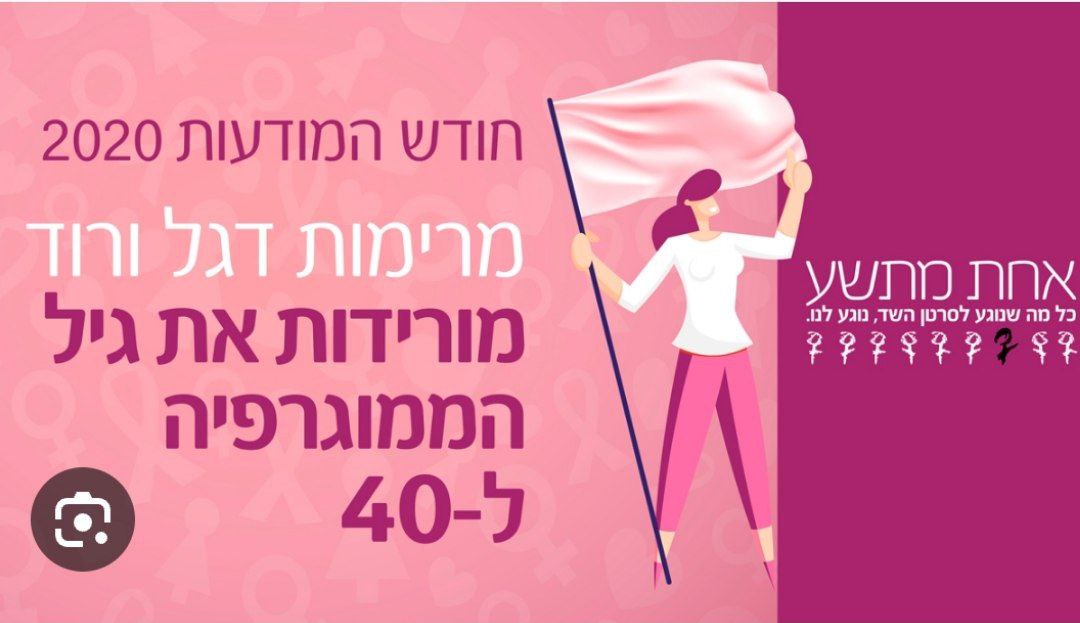 חודש המודעות 2020
מרימות דגל ורוד
מורידות את גיל
הממוגרפיה
ל-40
אחת מתשע
כל מה שנוגע לסרטן השד, נוגע לנו.